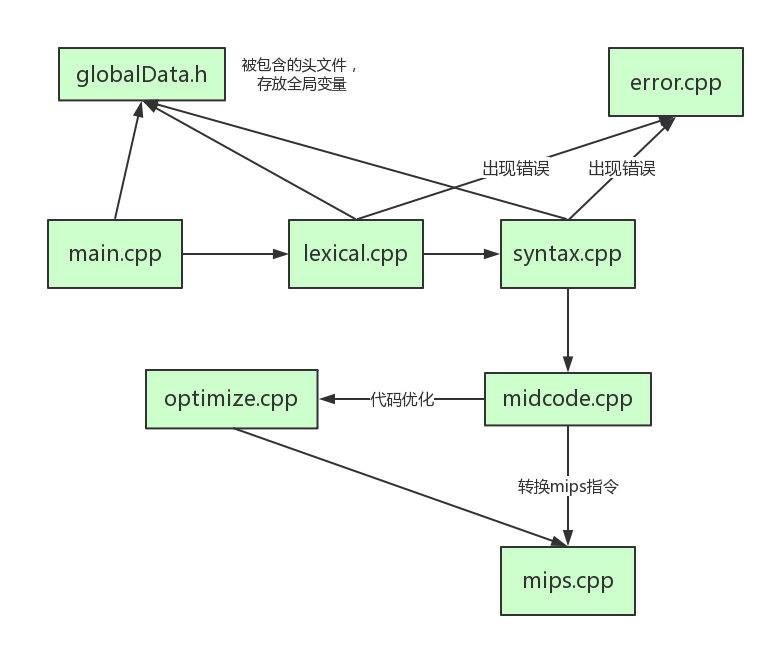 globalData.h
被包含的头文件，
存放全局变量
error.cpp
出现错误
出现错误
main.cpp
lexical.cpp
syntax.cpp
optimize.cpp
代码优化
midcode.cpp
转换mips指令
mips.cpp